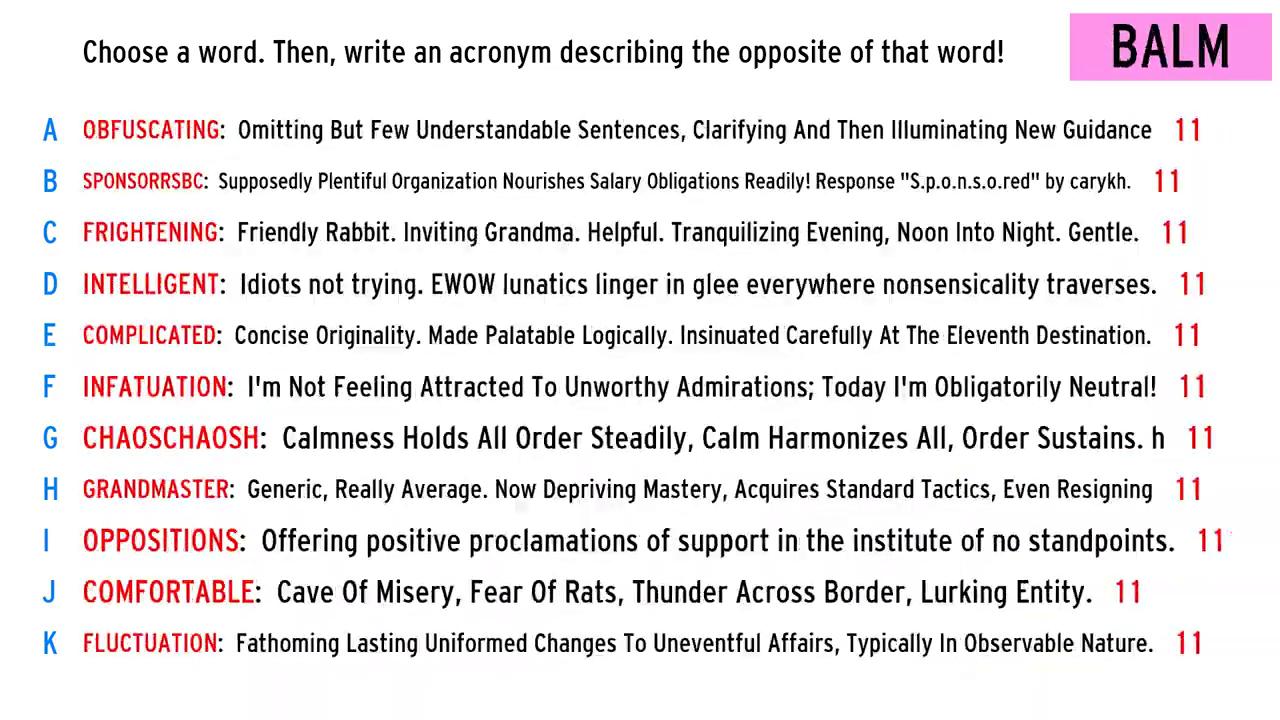 Choose a word. Then, write an acronym describing the opposite of that word!
BALM
A OBFUSCATING: Omitting But Few Understandable Sentences, Clarifying And Then Illuminating New Guidance 11
B SPONSORRSBC: Supposedly Plentiful Organization Nourishes Salary Obligations Readily! Response "S.p.o.n.s.o.red" by carykh. 11
C FRIGHTENING: Friendly Rabbit. Inviting Grandma. Helpful. Tranquilizing Evening, Noon Into Night. Gentle. 11
D INTELLIGENT: Idiots not trying. EWOW lunatics linger in glee everywhere nonsensicality traverses. 11
E COMPLICATED: Concise Originality. Made Palatable Logically. Insinuated Carefully At The Eleventh Destination. 11
F INFATUATION: I'm Not Feeling Attracted To Unworthy Admirations; Today I'm Obligatorily Neutral! 11
G CHAOSCHAOSH: Calmness Holds All Order Steadily, Calm Harmonizes All, Order Sustains. h 11
H GRANDMASTER: Generic, Really Average. Now Depriving Mastery, Acquires Standard Tactics, Even Resigning 11
I OPPOSITIONS: Offering positive proclamations of support in the institute of no standpoints. 11
J COMFORTABLE: Cave Of Misery, Fear Of Rats, Thunder Across Border, Lurking Entity. 11
K FLUCTUATION: Fathoming Lasting Uniformed Changes To Uneventful Affairs, Typically In Observable Nature. 11